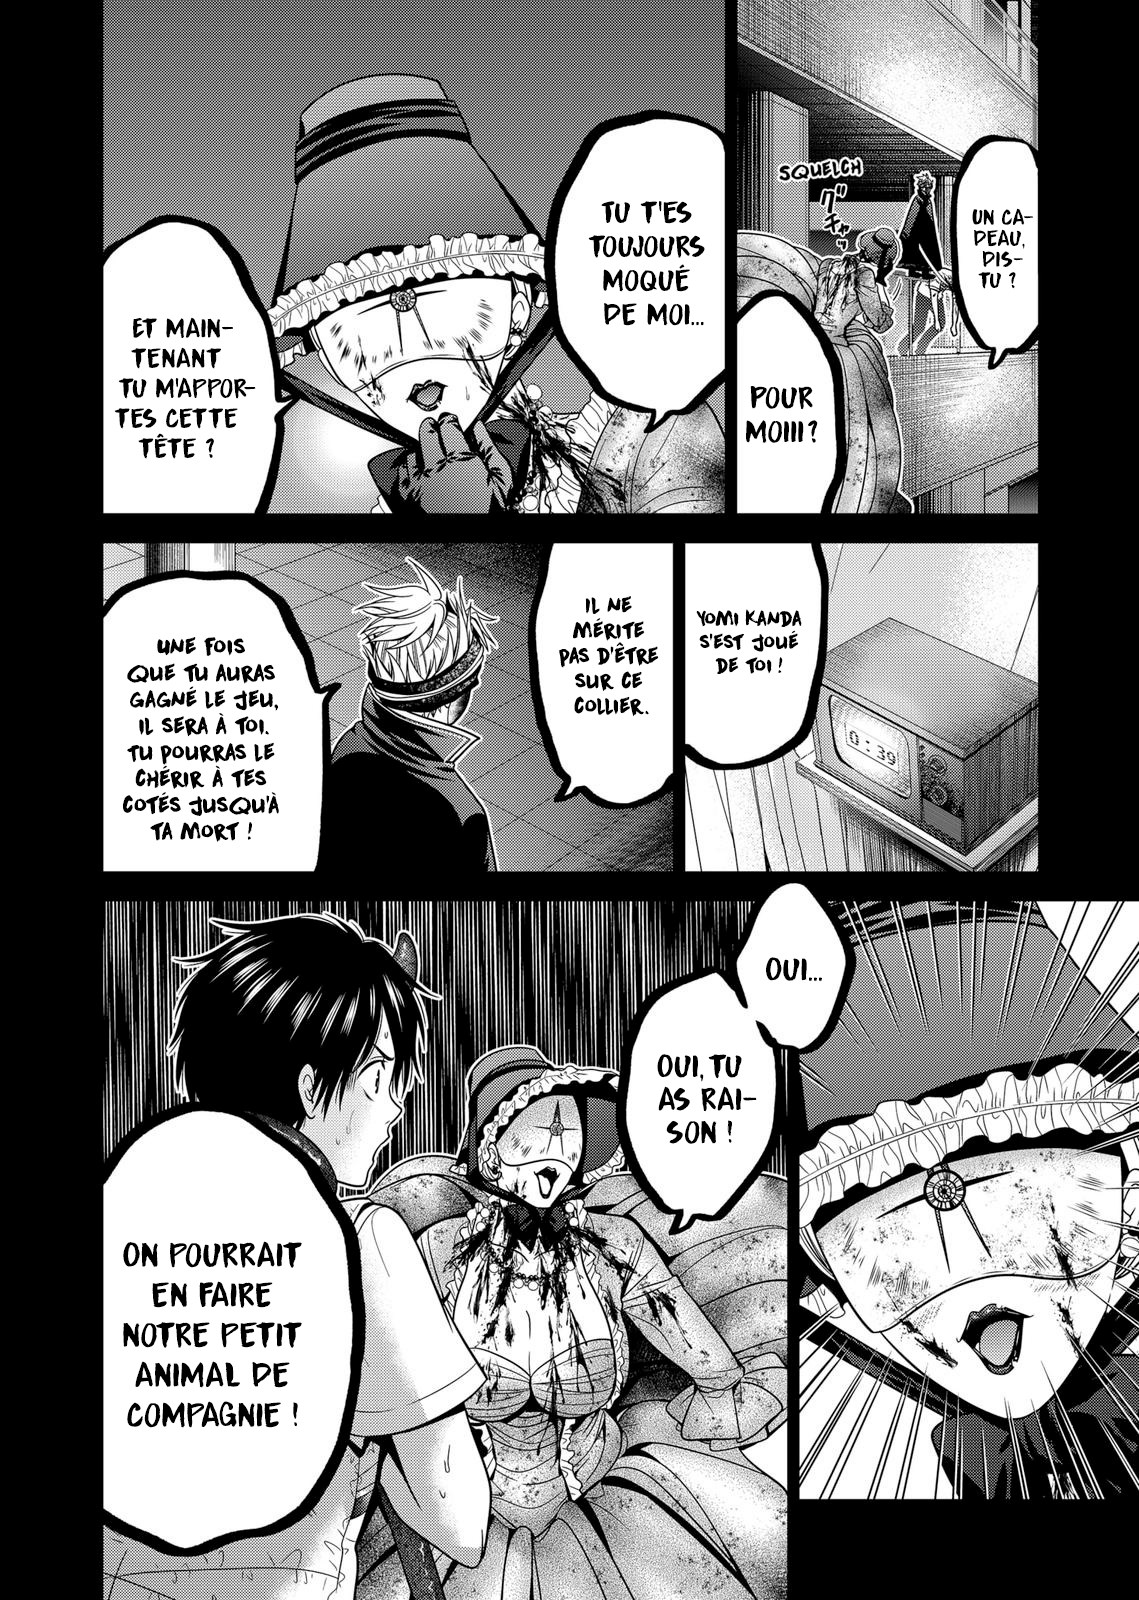 UN CA-
DEAU,
DIS-
TU ?
SQUELCH
グチャッ
POUR
MOIII?
TU T'ES
TOUJOURS
MOQUÉ
DE MOI...
ET MAIN-
TENANT
TU M'APPOR-
TES CETTE
TÊTE ?
YOMI KANDA
S'EST JOUÉ
DE TOI !
0:39
IL NE
MÉRITE
PAS D'ÊTRE
SUR CE
COLLIER.
UNE FOIS
QUE TU AURAS
GAGNÉ LE JEU,
IL SERA À TOI.
TU POURRAS LE
CHÉRIR À TES
COTÉS JUSQU'À
TA MORT !
OUI...
OUI, TU
AS RAI-
SON !
ON POURRAIT
EN FAIRE
NOTRE PETIT
ANIMAL DE
COMPAGNIE !